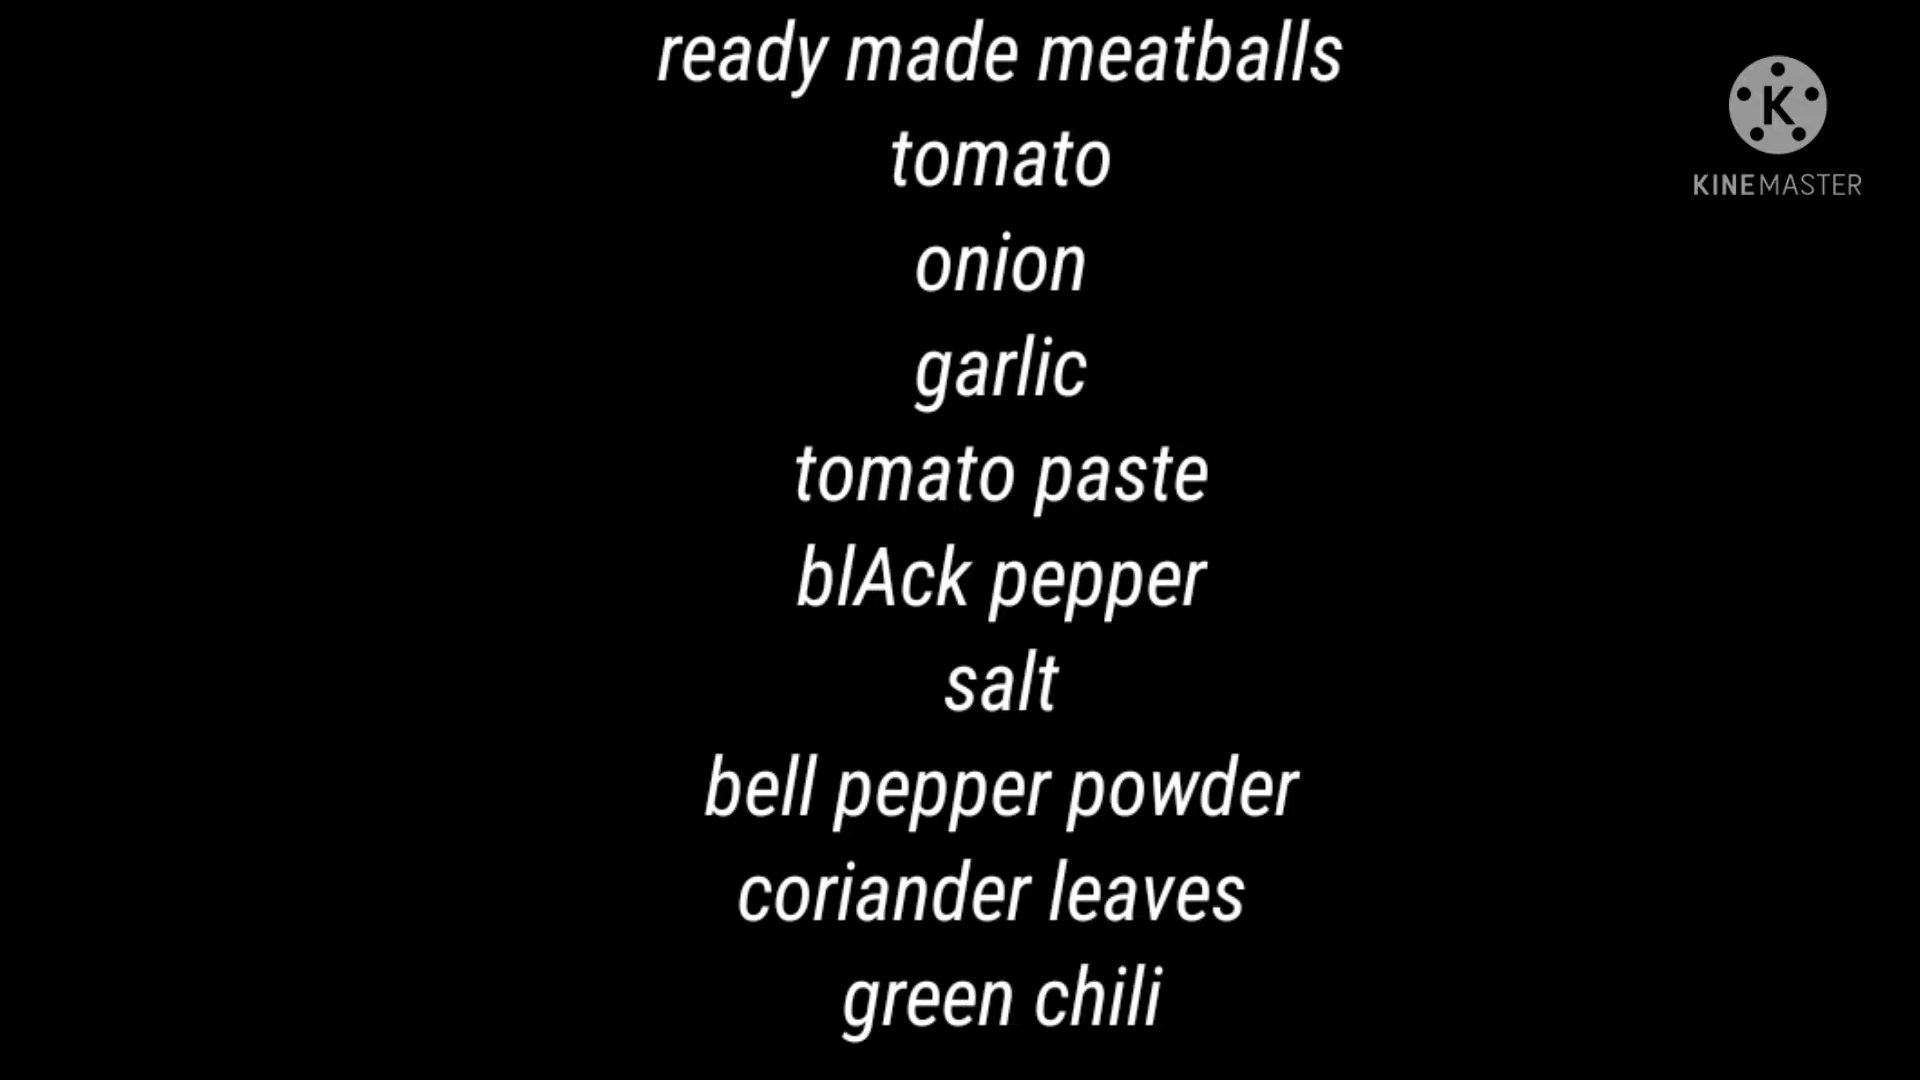 ready made meatballs
tomato
onion
garlic
tomato paste
blAck pepper
salt
bell pepper powder
coriander leaves
green chili
K
KINEMASTER